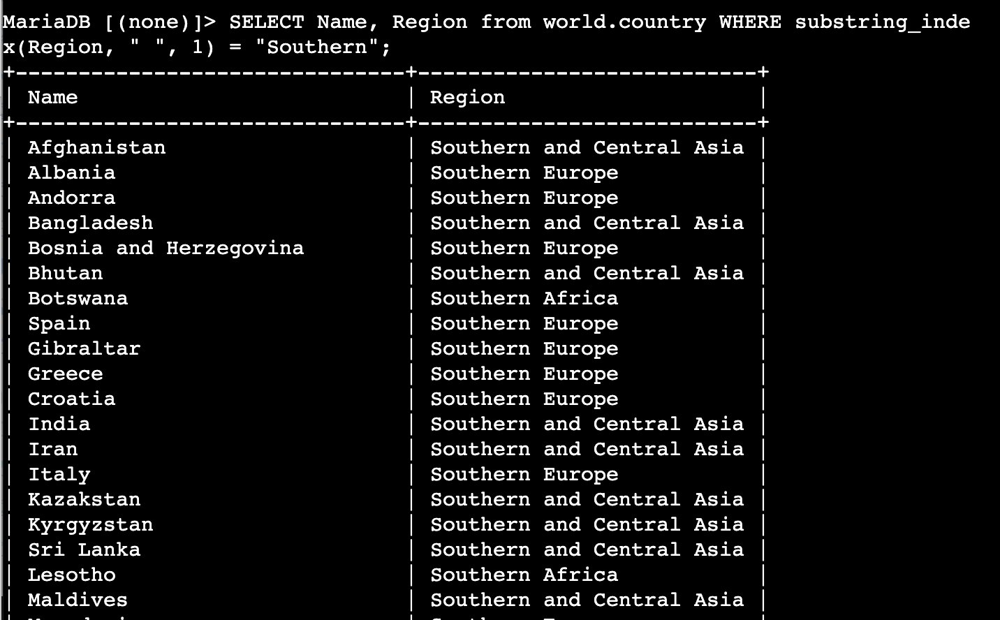 MariaDB [(none)]> SELECT Name, Region from world.country WHERE substring_inde
x(Region, " ", 1) = "Southern";
+-------------------------------+---------------------------+
| Name | Region |
+-------------------------------+---------------------------+
| Afghanistan | Southern and Central Asia |
| Albania | Southern Europe |
| Andorra | Southern Europe |
| Bangladesh | Southern and Central Asia |
| Bosnia and Herzegovina | Southern Europe |
| Bhutan | Southern and Central Asia |
| Botswana | Southern Africa |
| Spain | Southern Europe |
| Gibraltar | Southern Europe |
| Greece | Southern Europe |
| Croatia | Southern Europe |
| India | Southern and Central Asia |
| Iran | Southern and Central Asia |
| Italy | Southern Europe |
| Kazakstan | Southern and Central Asia |
| Kyrgyzstan | Southern and Central Asia |
| Sri Lanka | Southern and Central Asia |
| Lesotho | Southern Africa |
| Maldives | Southern and Central Asia |